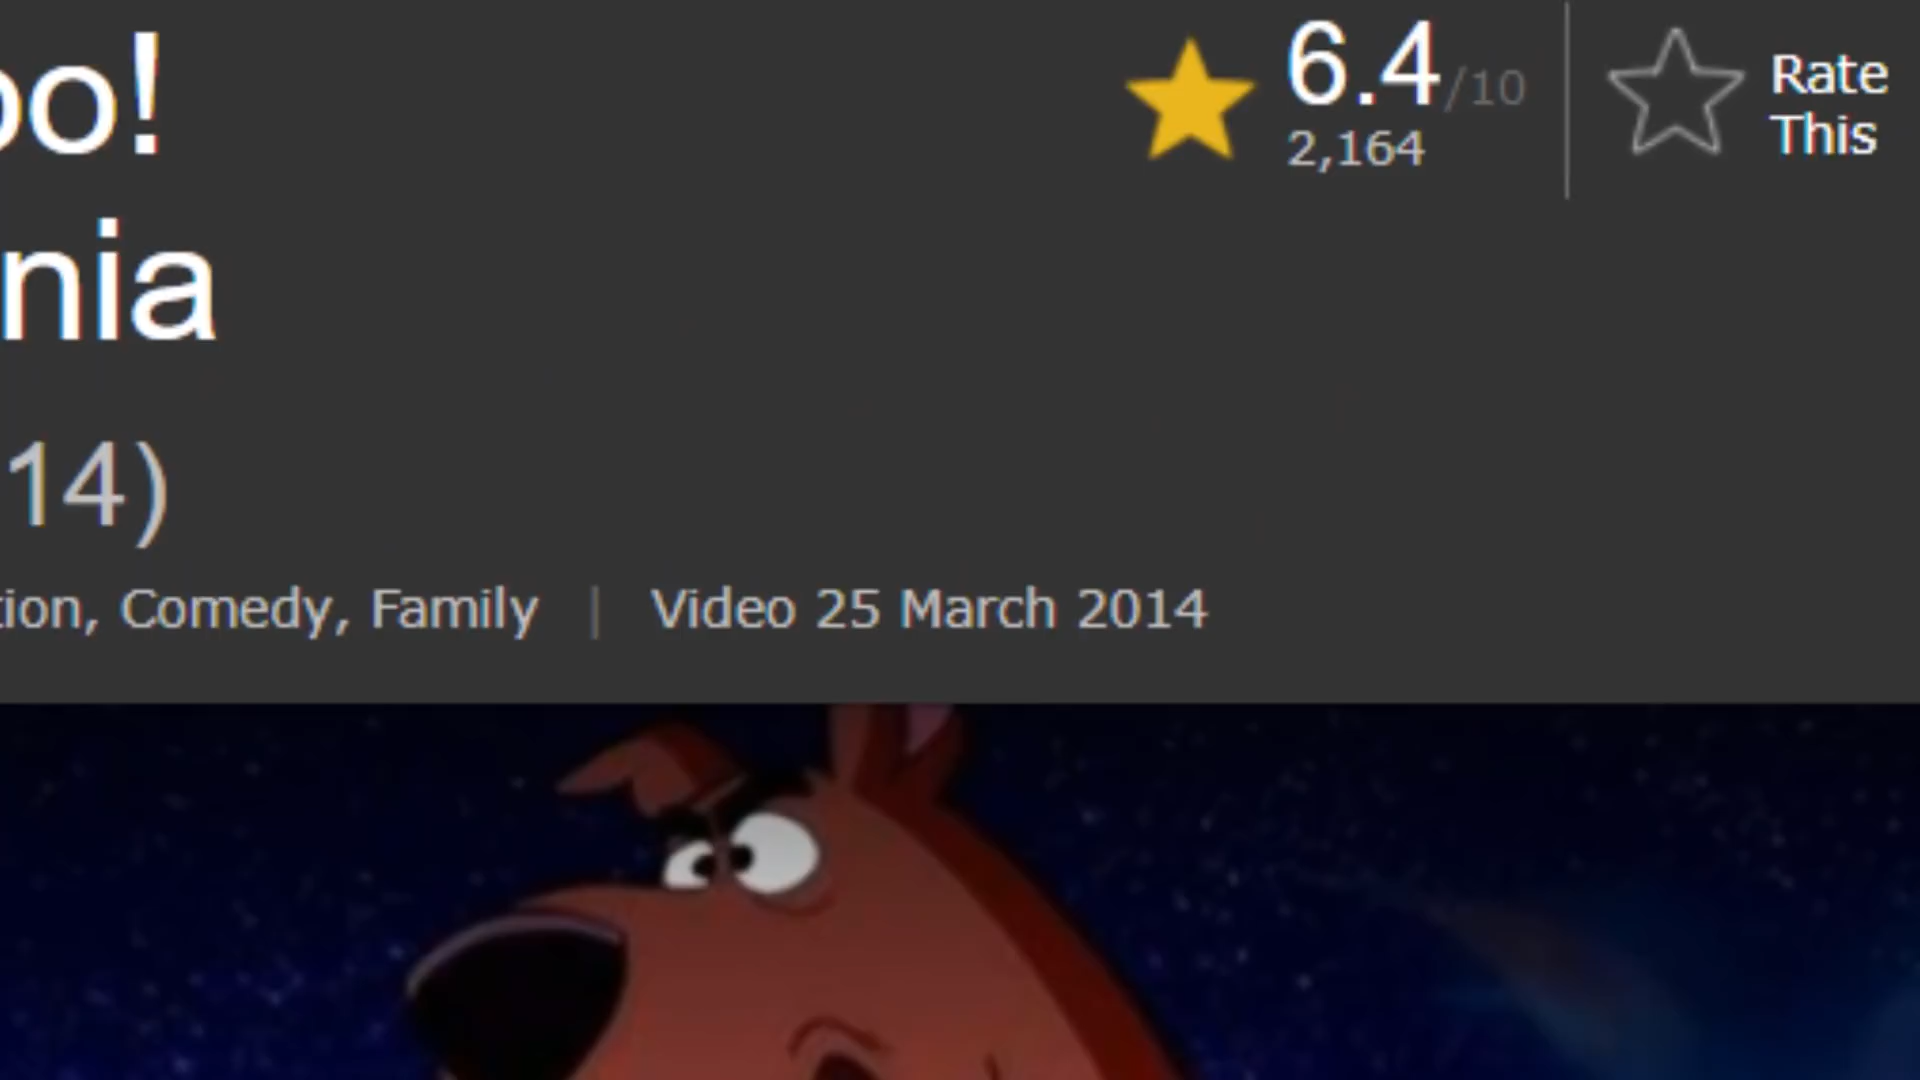 oo!
nia
14)
6.4/10
2,164
Rate
This
tion, Comedy, Family | Video 25 March 2014